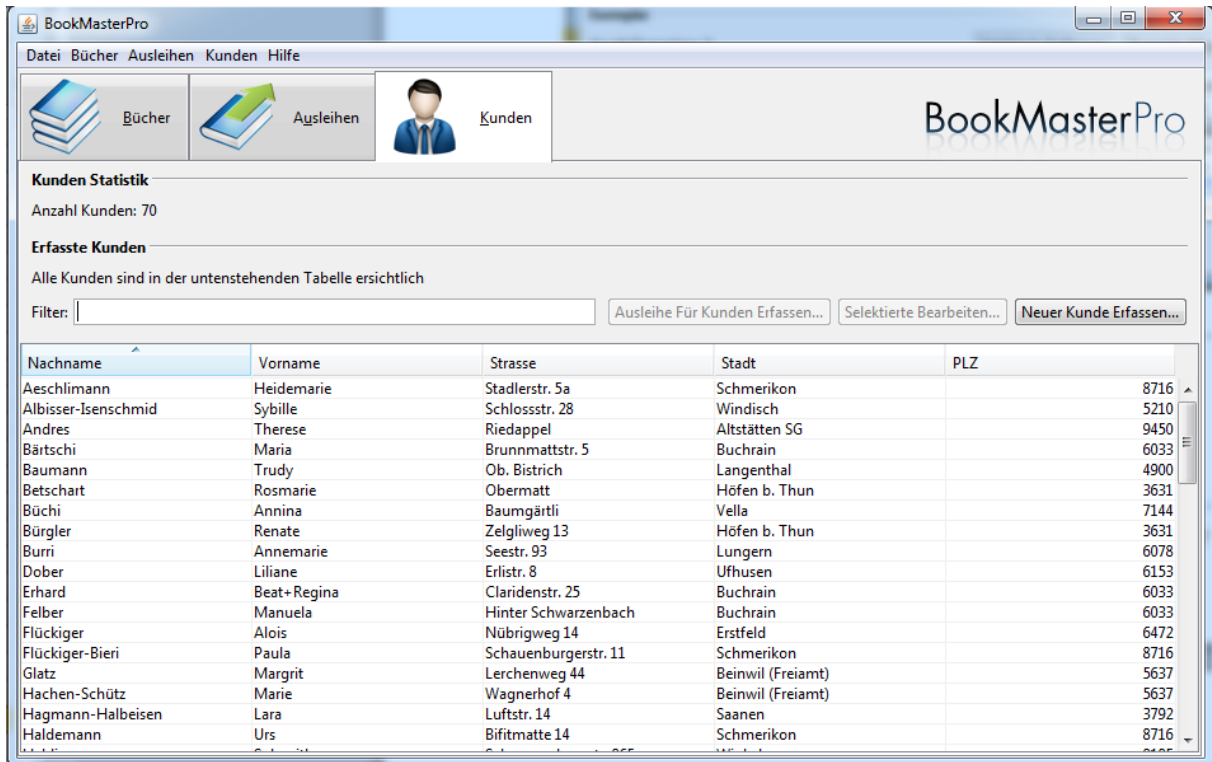 BookMasterPro
Datei Bücher Ausleihen Kunden Hilfe
Bücher Ausleihen Kunden BookMasterPro
Kunden Statistik
Anzahl Kunden: 70
Erfasste Kunden
Alle Kunden sind in der untenstehenden Tabelle ersichtlich
Filter: Ausleihe Für Kunden Erfassen... Selektierte Bearbeiten... Neuer Kunde Erfassen...
Nachname Vorname Strasse Stadt PLZ
Aeschlimann Heidemarie Stadlerstr. 5a Schmerikon 8716
Albisser-Isenschmid Sybille Schlossstr. 28 Windisch 5210
Andres Therese Riedappel Altstätten SG 9450
Bärtschi Maria Brunnmattstr. 5 Buchrain 6033
Baumann Trudy Ob. Bistrich Langenthal 4900
Betschart Rosmarie Obermatt Höfen b. Thun 3631
Büchi Annina Baumgärtli Vella 7144
Bürgler Renate Zelgliweg 13 Höfen b. Thun 3631
Burri Annemarie Seestr. 93 Lungern 6078
Dober Liliane Erlistr. 8 Ufhusen 6153
Erhard Beat+Regina Claridenstr. 25 Buchrain 6033
Felber Manuela Hinter Schwarzenbach Buchrain 6033
Flückiger Alois Nübrigweg 14 Erstfeld 6472
Flückiger-Bieri Paula Schauenburgerstr. 11 Schmerikon 8716
Glatz Margrit Lerchenweg 44 Beinwil (Freiamt) 5637
Hachen-Schütz Marie Wagnerhof 4 Beinwil (Freiamt) 5637
Hagmann-Halbeisen Lara Luftstr. 14 Saanen 3792
Haldemann Urs Bifitmatte 14 Schmerikon 8716